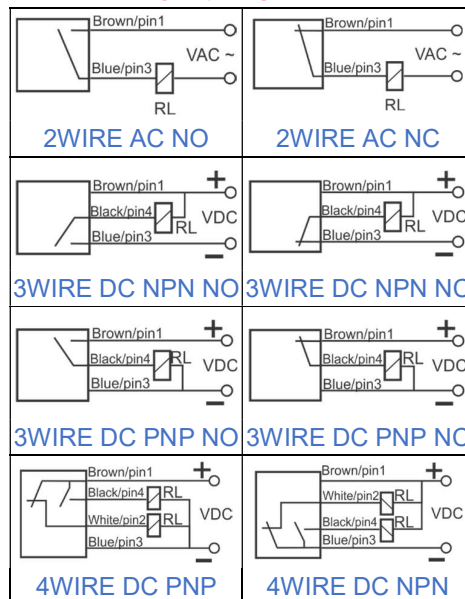 Brown/pin1
VAC ~
Blue/pin3
RL
2WIRE AC NO
Brown/pin1
VAC ~
Blue/pin3
RL
2WIRE AC NC
Brown/pin1
+
Black/pin4
RL
VDC
Blue/pin3
−
3WIRE DC NPN NO
Brown/pin1
+
Black/pin4
RL
VDC
Blue/pin3
−
3WIRE DC NPN NC
Brown/pin1
+
Black/pin4
RL
VDC
Blue/pin3
−
3WIRE DC PNP NO
Brown/pin1
+
Black/pin4
RL
VDC
Blue/pin3
−
3WIRE DC PNP NC
Brown/pin1
+
Black/pin4
RL
White/pin2
RL
VDC
Blue/pin3
−
4WIRE DC PNP
Brown/pin1
+
White/pin2
RL
VDC
Black/pin4
RL
Blue/pin3
−
4WIRE DC NPN